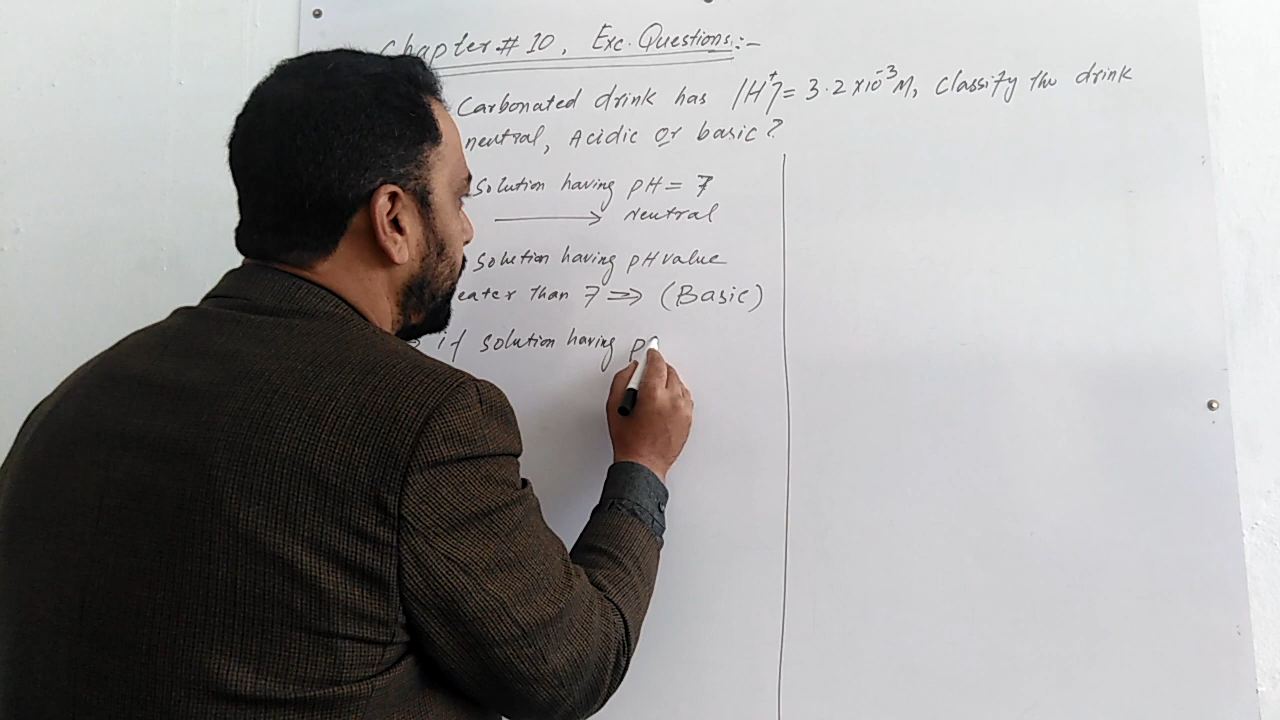 Chapter # 10, Exc. Questions:-
Carbonated drink has [H⁺] = 3.2 x 10⁻³ M, classify the drink
neutral, Acidic or basic?
solution having pH = 7
→ Neutral
solution having pH value
eater than 7 ⇒ (Basic)
if solution having p